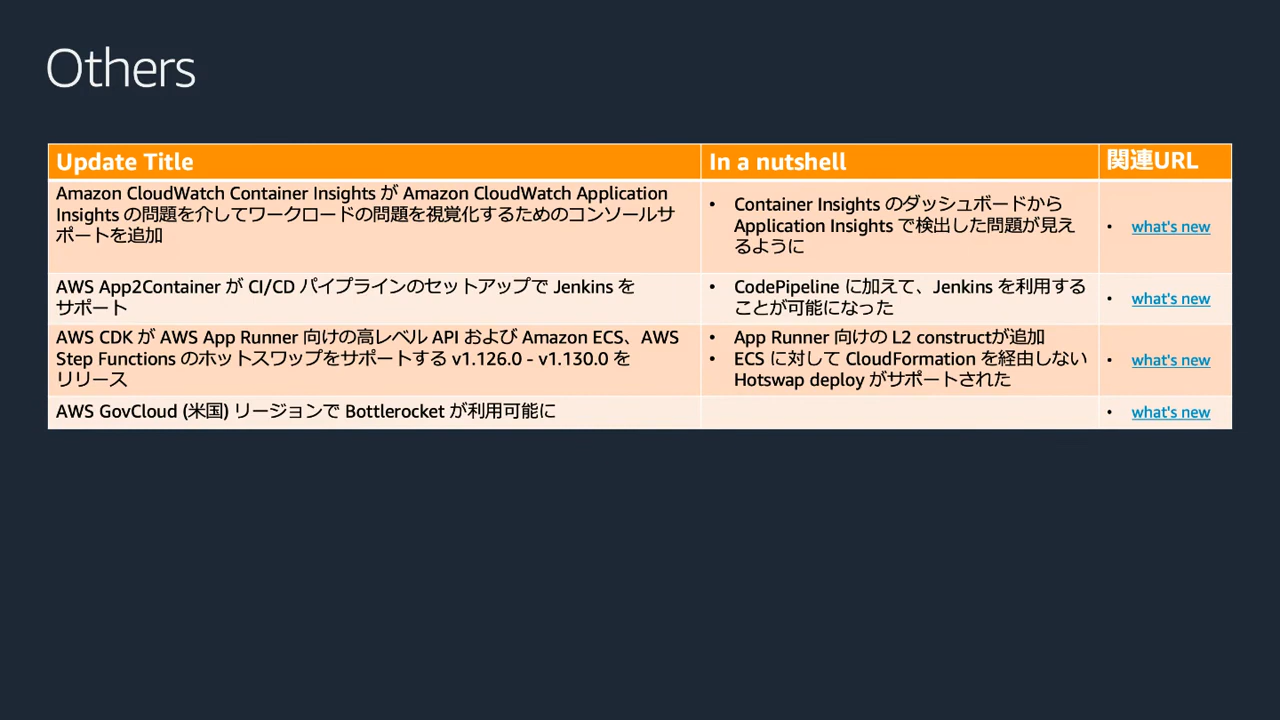 Others
Update Title
In a nutshell
関連URL
Amazon CloudWatch Container Insights が Amazon CloudWatch Application
Insights の問題を介してワークロードの問題を視覚化するためのコンソールサ
ポートを追加
• Container Insights のダッシュボードから
Application Insights で検出した問題が見え
るように
• what's new
AWS App2Container が CI/CD パイプラインのセットアップで Jenkins を
サポート
• CodePipeline に加えて、Jenkins を利用する
ことが可能になった
• what's new
AWS CDK が AWS App Runner 向けの高レベル API および Amazon ECS、AWS
Step Functions のホットスワップをサポートする v1.126.0 - v1.130.0 を
リリース
• App Runner 向けの L2 constructが追加
• ECS に対して CloudFormation を経由しない
Hotswap deploy がサポートされた
• what's new
AWS GovCloud (米国) リージョンで Bottlerocket が利用可能に
• what's new